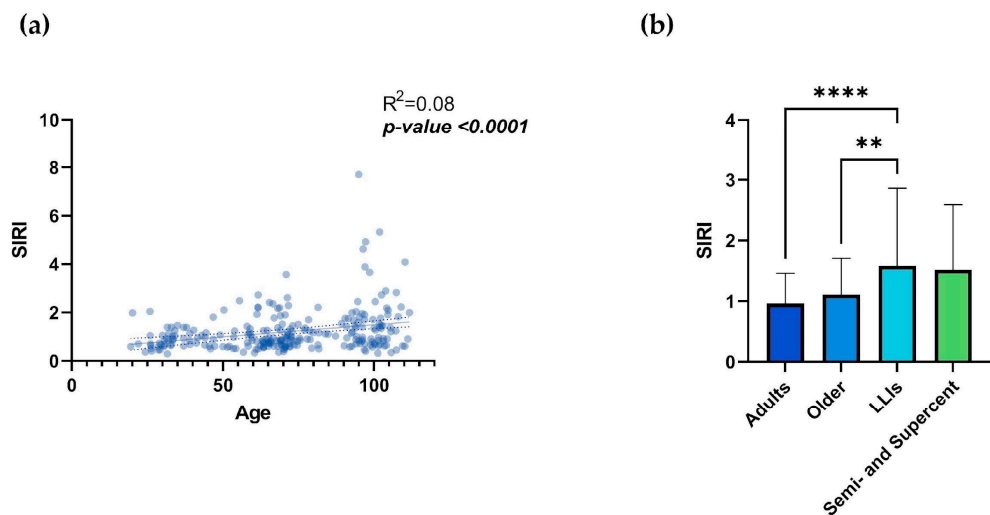 (a)
R²=0.08
p-value <0.0001
10
8
6
4
2
0
SIRI
0
50
100
Age
(b)
****
**
4
3
2
1
0
SIRI
Adults
Older
LLIs
Semi- and Supercent